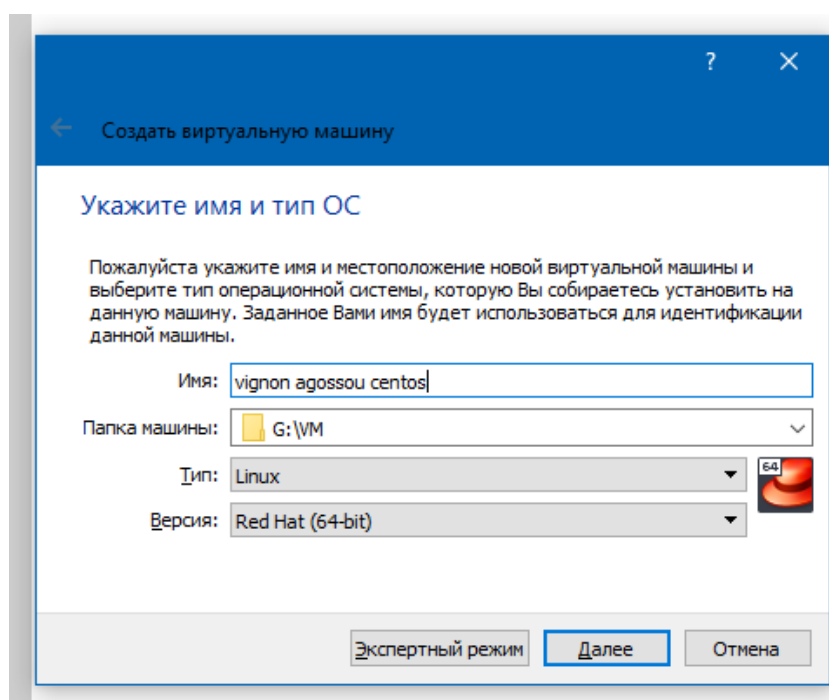 ?
Создать виртуальную машину
Укажите имя и тип ОС
Пожалуйста укажите имя и местоположение новой виртуальной машины и
выберите тип операционной системы, которую Вы собираетесь установить на
данную машину. Заданное Вами имя будет использоваться для идентификации
данной машины.
Имя: vignon agossou centos
Папка машины: G:\VM
Тип: Linux
64
Версия: Red Hat (64-bit)
Экспертный режим Далее Отмена